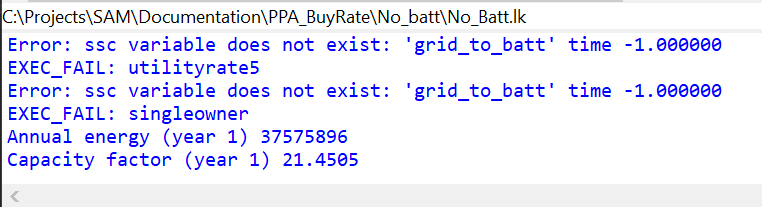 C:\Projects\SAM\Documentation\PPA_BuyRate\No_batt\No_Batt.lk
Error: ssc variable does not exist: 'grid_to_batt' time -1.000000
EXEC_FAIL: utilityrate5
Error: ssc variable does not exist: 'grid_to_batt' time -1.000000
EXEC_FAIL: singleowner
Annual energy (year 1) 37575896
Capacity factor (year 1) 21.4505